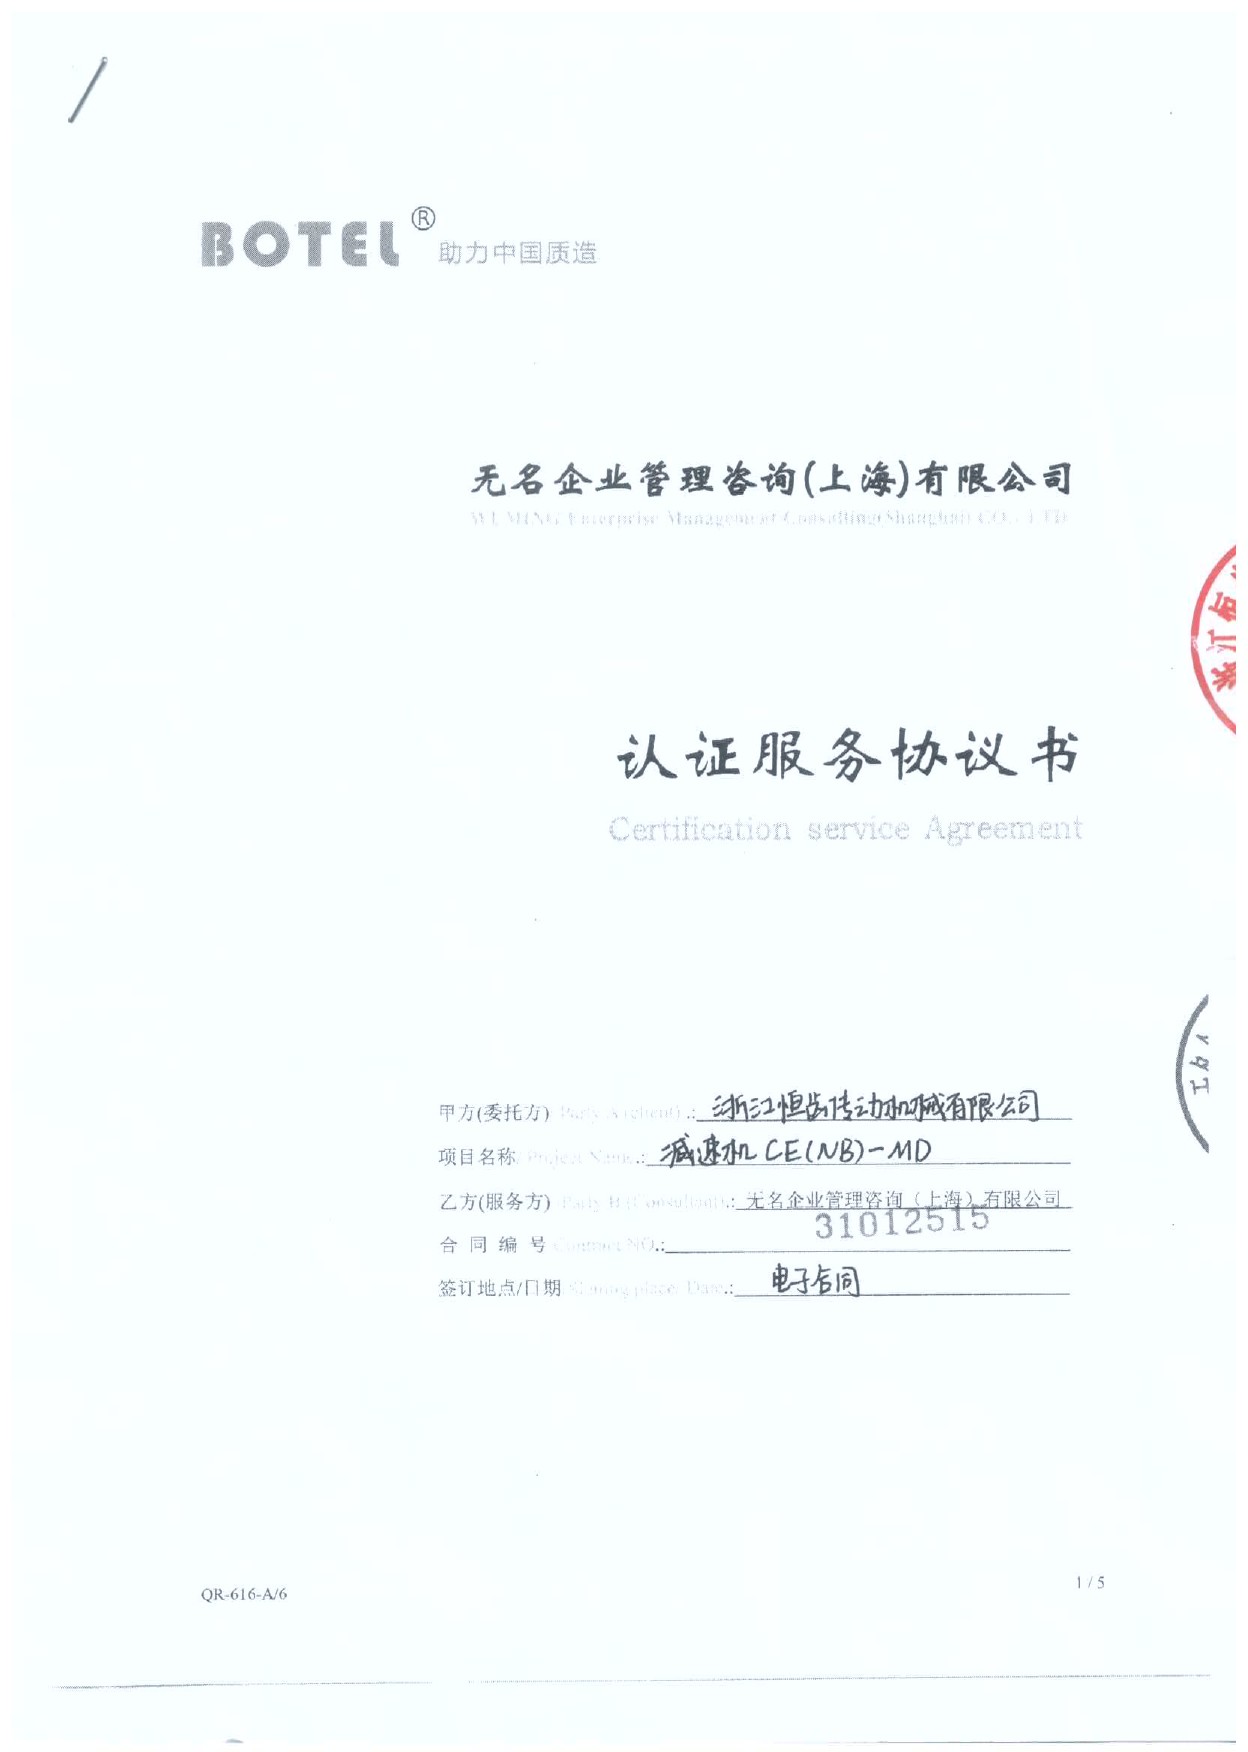 BOTEL® 助力中国质造
无名企业管理咨询(上海)有限公司
WU MING Enterprise Management Consulting(Shanghai) CO., LTD
认证服务协议书
Certification service Agreement
甲方(委托方) Party A (client) .: 浙江恒齿传动机械有限公司
项目名称/ Project Name .: 减速机 CE(NB)-MD
乙方(服务方) Party B (Consultant) .: 无名企业管理咨询（上海）有限公司
合 同 编 号 Contract NO.: 31012515
签订地点/日期 Signing place/ Date .: 电子合同
QR-616-A/6
1 / 5
浙江恒